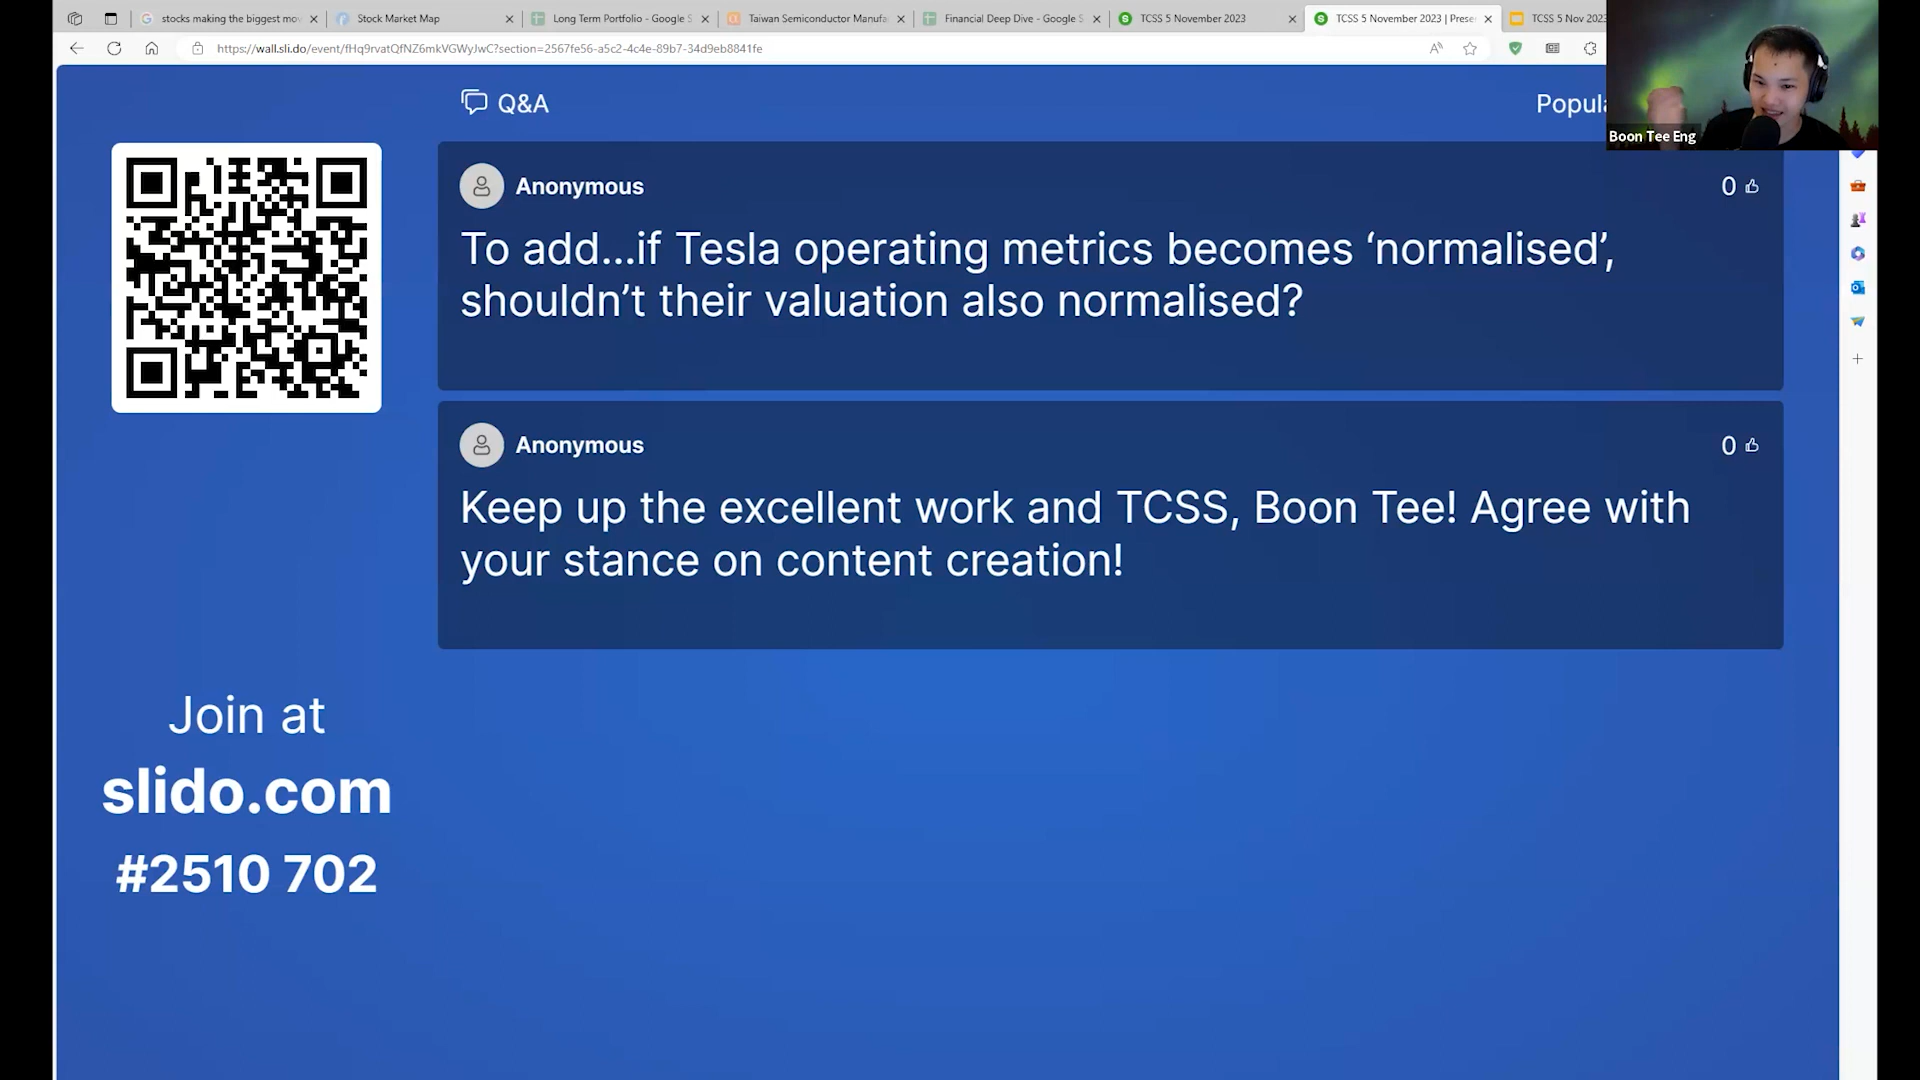 stocks making the biggest mov
Stock Market Map
Long Term Portfolio - Google S
Taiwan Semiconductor Manufa
Financial Deep Dive - Google S
TCSS 5 November 2023
TCSS 5 November 2023 | Prese
TCSS 5 Nov 2023
https://wall.sli.do/event/fHq9rvatQfNZ6mkVGWyJwC?section=2567fe56-a5c2-4c4e-89b7-34d9eb8841fe
Q&A
Popula
Boon Tee Eng
Anonymous
0
To add...if Tesla operating metrics becomes ‘normalised’,
shouldn’t their valuation also normalised?
Anonymous
0
Keep up the excellent work and TCSS, Boon Tee! Agree with
your stance on content creation!
Join at
slido.com
#2510 702